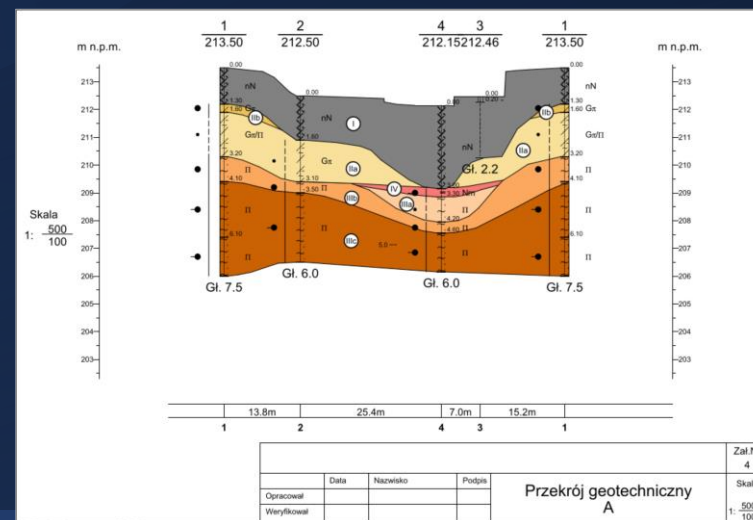 1 2 4 3 1
213.50 212.50 212.15 212.46 213.50
m n.p.m. m n.p.m.
0.00 0.00 0.00 0.20 0.00
213 nN nN 213
1.30 Gπ IIb IIb 1.30
212 1.60 I nN 1.60 212
Gπ/Π Gπ/Π
211 1.60 IIa 211
3.20 Gπ Gł. 2.2 3.20
210 Π IIa Π 210
4.10 3.10 Π IV Nm 4.10
209 3.50 IIIb 3.30 209
Π IIIa Π Π
4.20
208 4.60 208
6.10 Π IIIc 5.0 Π 6.10
207 Π Π 207
206 206
Gł. 7.5 Gł. 6.0 Gł. 6.0 Gł. 7.5
205 205
204 204
203 203
Skala
1: 500
100
13.8m 25.4m 7.0m 15.2m
1 2 4 3 1
Zał.N
4
Data Nazwisko Podpis
Opracował
Weryfikował
Przekrój geotechniczny
A
Skal
1: 500
100